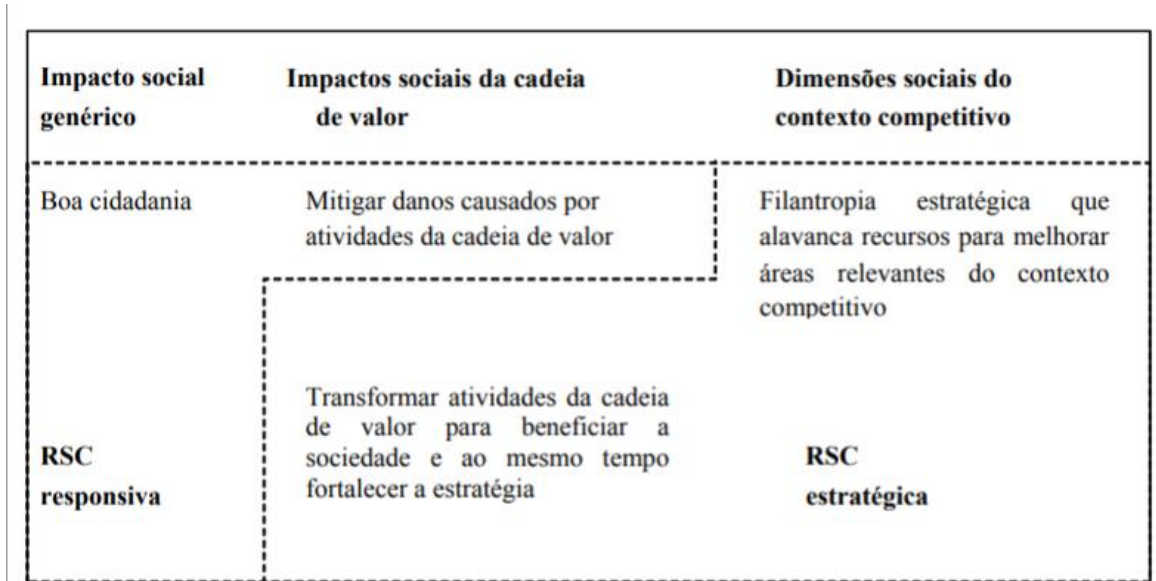 Impacto social
genérico
Impactos sociais da cadeia
de valor
Dimensões sociais do
contexto competitivo
Boa cidadania
Mitigar danos causados por
atividades da cadeia de valor
Filantropia estratégica que
alavanca recursos para melhorar
áreas relevantes do contexto
competitivo
Transformar atividades da cadeia
de valor para beneficiar a
sociedade e ao mesmo tempo
fortalecer a estratégia
RSC
responsiva
RSC
estratégica